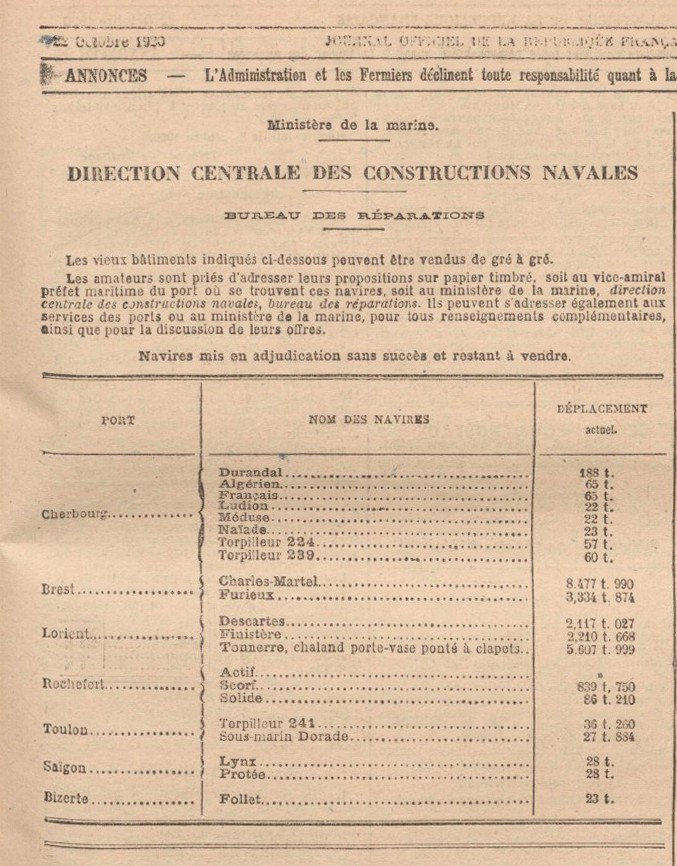 22 Octobre 1920 JOURNAL OFFICIEL DE LA RÉPUBLIQUE FRANÇA
ANNONCES — L'Administration et les Fermiers déclinent toute responsabilité quant à la
Ministère de la marine.
DIRECTION CENTRALE DES CONSTRUCTIONS NAVALES
BUREAU DES RÉPARATIONS
Les vieux bâtiments indiqués ci-dessous peuvent être vendus de gré à gré.
Les amateurs sont priés d'adresser leurs propositions sur papier timbré, soit au vice-amiral
préfet maritime du port où se trouvent ces navires, soit au ministère de la marine, direction
centrale des constructions navales, bureau des réparations. Ils peuvent s'adresser également aux
services des ports ou au ministère de la marine, pour tous renseignements complémentaires,
ainsi que pour la discussion de leurs offres.
Navires mis en adjudication sans succès et restant à vendre.
PORT NOM DES NAVIRES DÉPLACEMENT
actuel.
Durandal 188 t.
Algérien 65 t.
Français 65 t.
Ludion 22 t.
Cherbourg Méduse 22 t.
Naïade 23 t.
Torpilleur 224 57 t.
Torpilleur 239 60 t.
Brest Charles-Martel 8.477 t. 990
Furieux 3,334 t. 874
Descartes 2,117 t. 027
Lorient Finistère 2,210 t. 668
Tonnerre, chaland porte-vase ponté à clapets.. 5.607 t. 999
Actif »
Rochefort Scorf 839 t, 750
Solide 86 t. 210
Toulon Torpilleur 241 36 t. 260
Sous-marin Dorade 27 t. 884
Saïgon Lynx 28 t.
Protée 28 t.
Bizerte Follet 23 t.